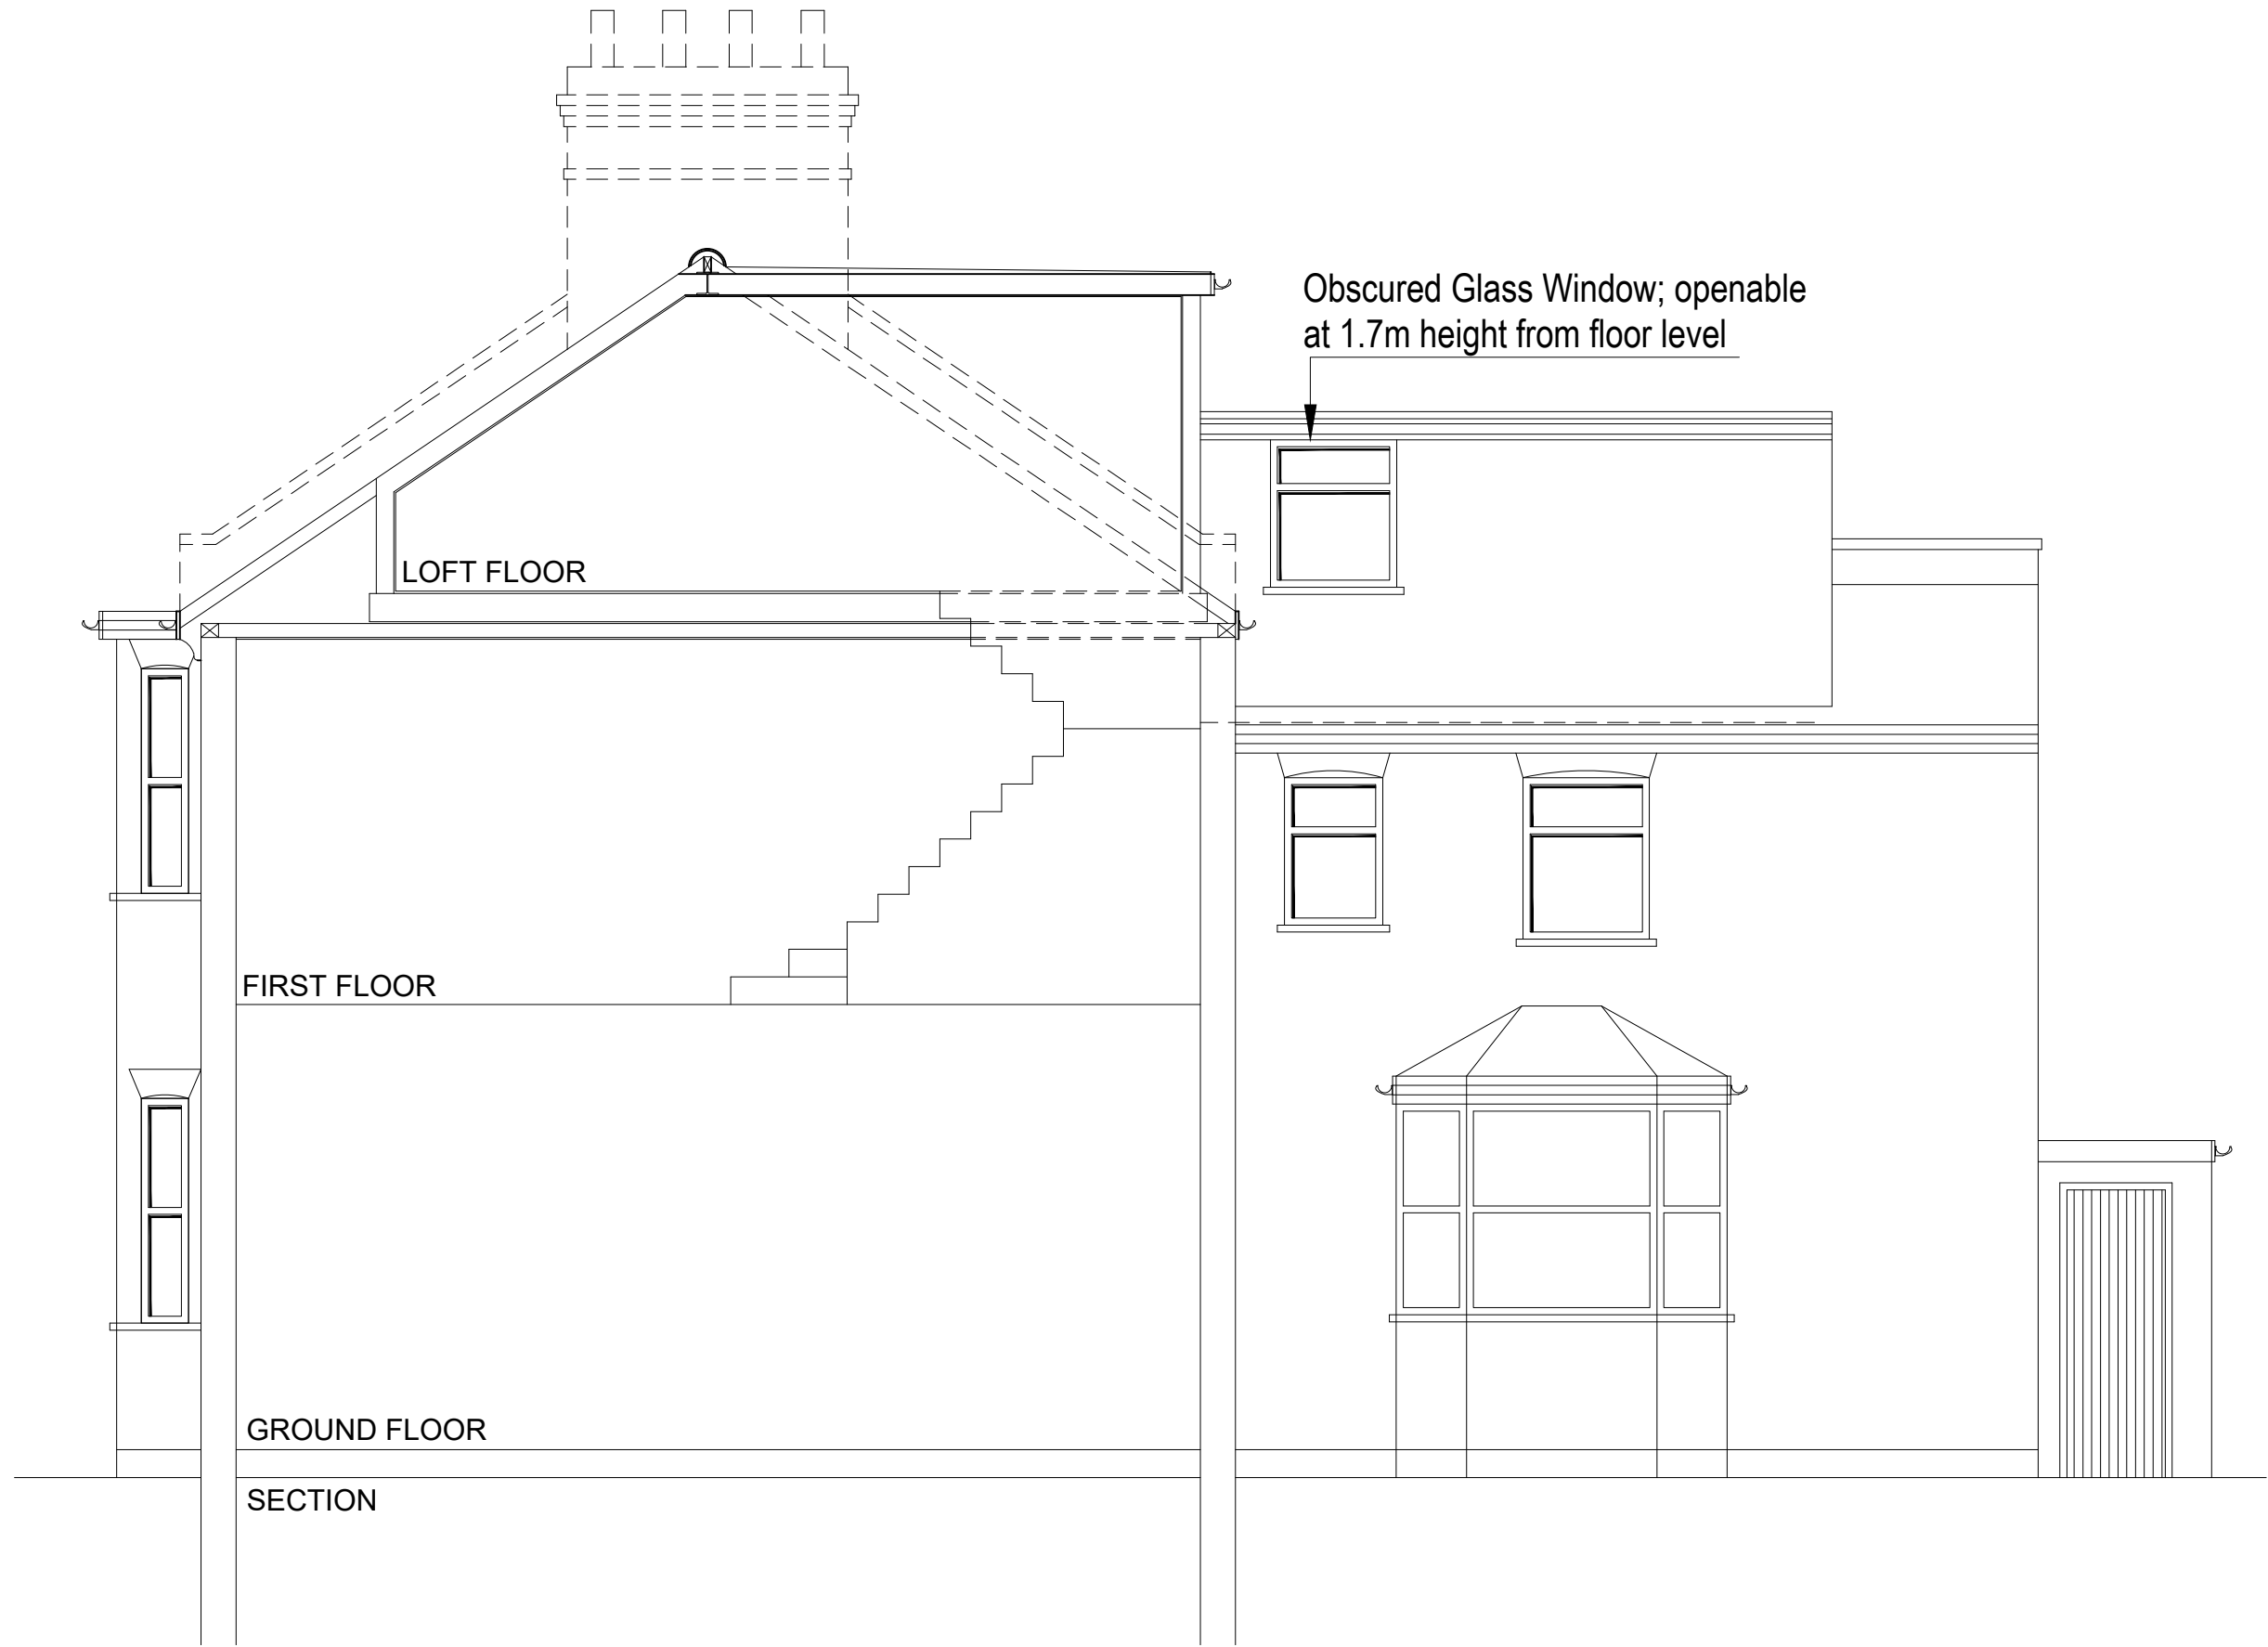 Obscured Glass Window; openable
at 1.7m height from floor level
LOFT FLOOR
FIRST FLOOR
GROUND FLOOR
SECTION